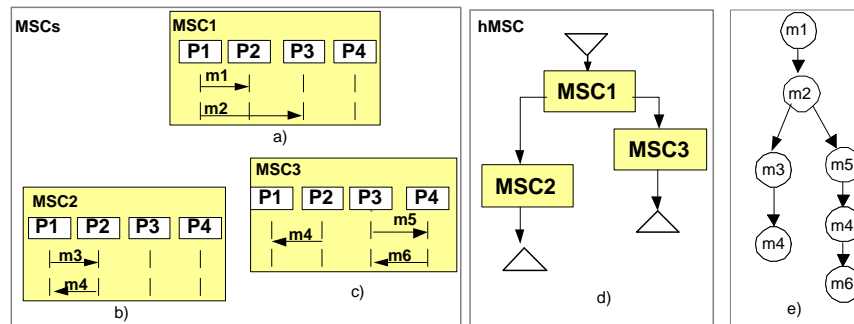 MSCs
MSC1
P1 P2 P3 P4
m1
m2
a)
MSC2
P1 P2 P3 P4
m3
m4
b)
MSC3
P1 P2 P3 P4
m5
m4
m6
c)
hMSC
MSC1
MSC3
MSC2
d)
m1
m2
m3 m5
m4 m4
m6
e)